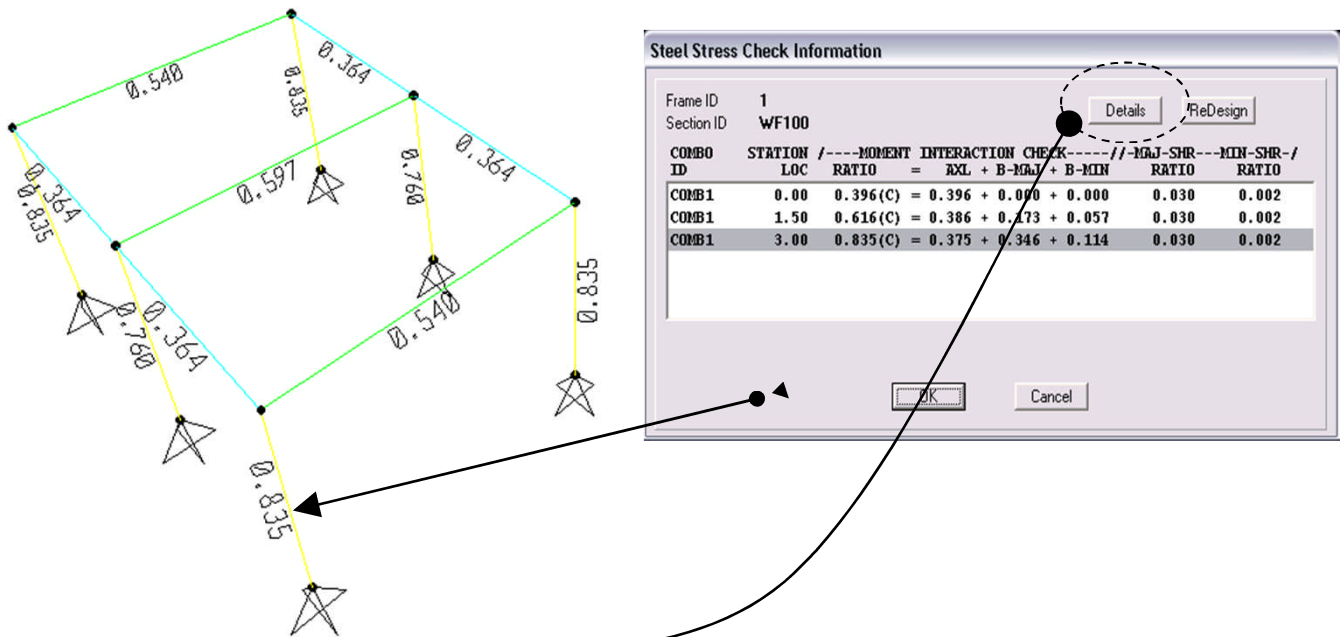 0.540
0.364
0.835
0.364
0.597
0.760
0.364
0.835
0.540
0.835
0.760
0.364
0.835
Steel Stress Check Information
Frame ID 1
Section ID WF100
Details
ReDesign
COMBO STATION /----MOMENT INTERACTION CHECK-----//-MAJ-SHR---MIN-SHR-/
ID LOC RATIO = AXL + B-MAJ + B-MIN RATIO RATIO
COMB1 0.00 0.396(C) = 0.396 + 0.000 + 0.000 0.030 0.002
COMB1 1.50 0.616(C) = 0.386 + 0.173 + 0.057 0.030 0.002
COMB1 3.00 0.835(C) = 0.375 + 0.346 + 0.114 0.030 0.002
OK
Cancel